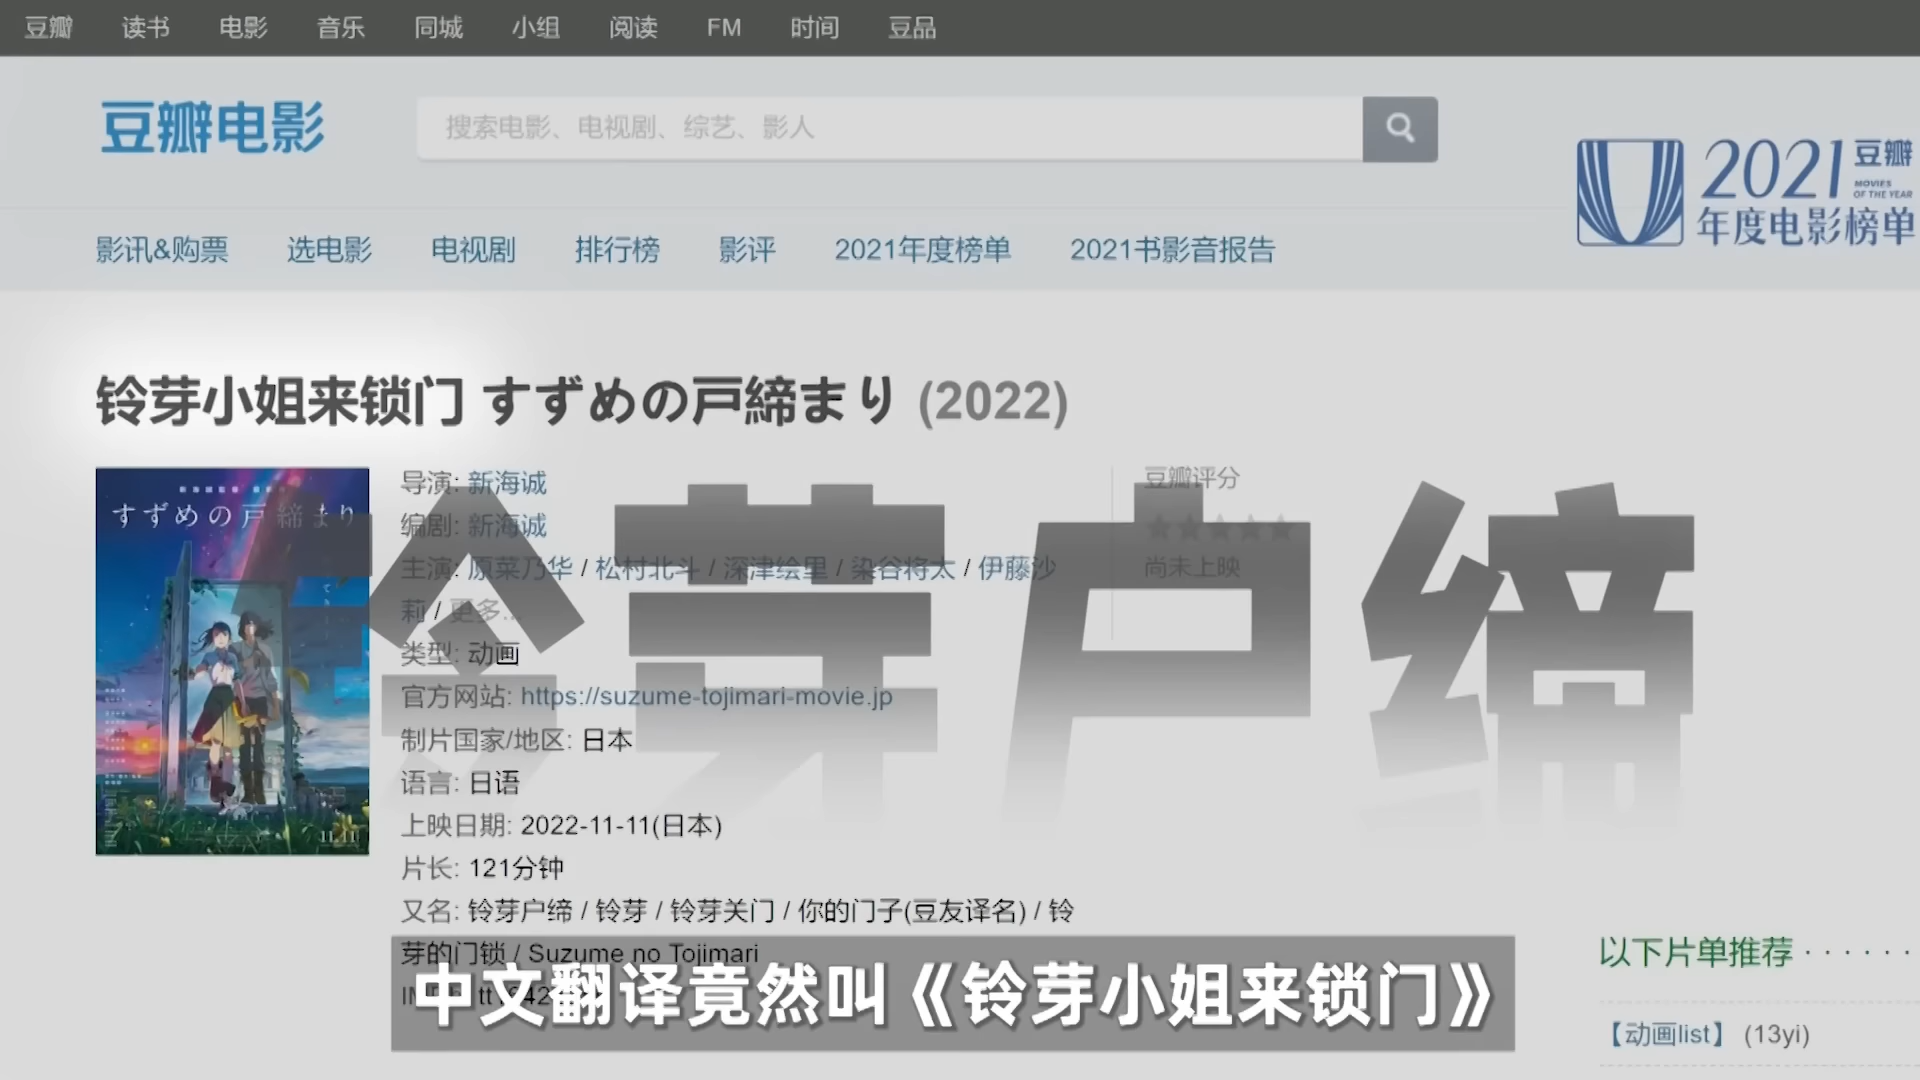 豆瓣 读书 电影 音乐 同城 小组 阅读 FM 时间 豆品
豆瓣电影
搜索电影、电视剧、综艺、影人
2021 豆瓣
MOVIES
OF THE YEAR
年度电影榜单
影讯&购票 选电影 电视剧 排行榜 影评 2021年度榜单 2021书影音报告
铃芽小姐来锁门 すずめの戸締まり (2022)
すずめの戸締まり
11.11
导演: 新海诚
编剧: 新海诚
主演: 原菜乃华 / 松村北斗 / 深津绘里 / 染谷将太 / 伊藤沙
莉 / 更多...
类型: 动画
官方网站: https://suzume-tojimari-movie.jp
制片国家/地区: 日本
语言: 日语
上映日期: 2022-11-11(日本)
片长: 121分钟
又名: 铃芽户缔 / 铃芽 / 铃芽关门 / 你的门子(豆友译名) / 铃
芽的门锁 / Suzume no Tojimari
豆瓣评分
尚未上映
铃芽户缔
以下片单推荐 · · · · · ·
【动画list】 (13yi)
中文翻译竟然叫《铃芽小姐来锁门》